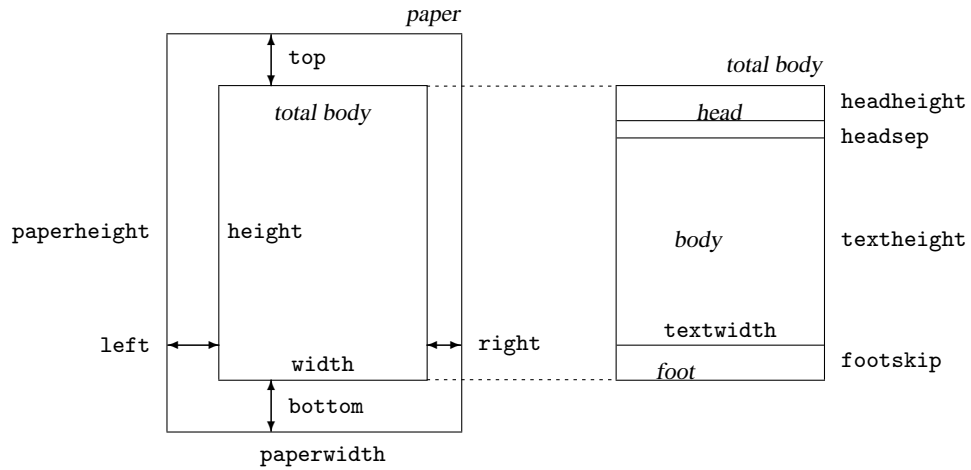 paper
top
total body
total body
headheight
head
headsep
paperheight
height
body
textheight
textwidth
left
right
width
foot
footskip
bottom
paperwidth